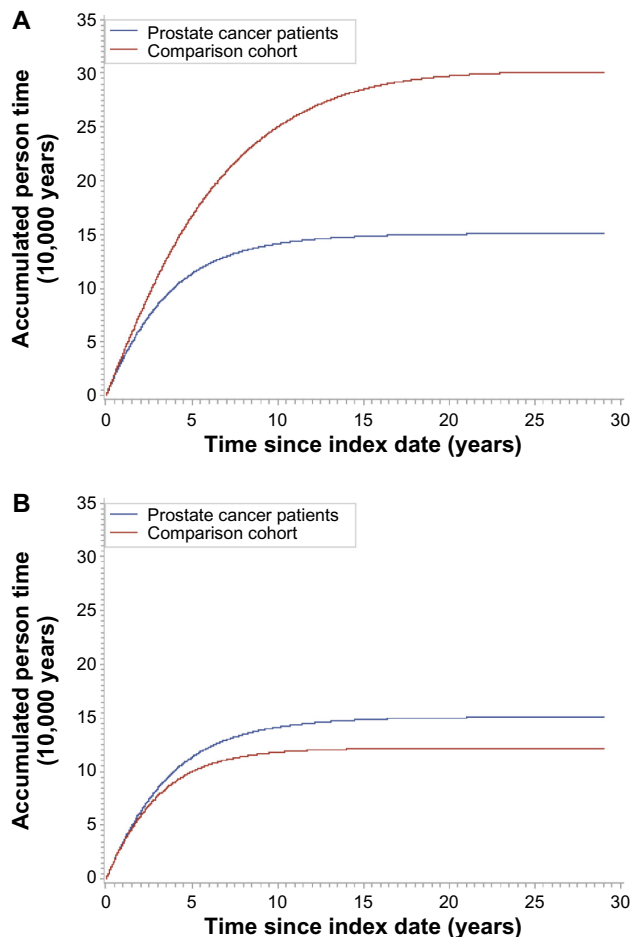 A
35
30
25
20
15
10
5
0
Accumulated person time
(10,000 years)
Prostate cancer patients
Comparison cohort
0 5 10 15 20 25 30
Time since index date (years)
B
35
30
25
20
15
10
5
0
Accumulated person time
(10,000 years)
Prostate cancer patients
Comparison cohort
0 5 10 15 20 25 30
Time since index date (years)